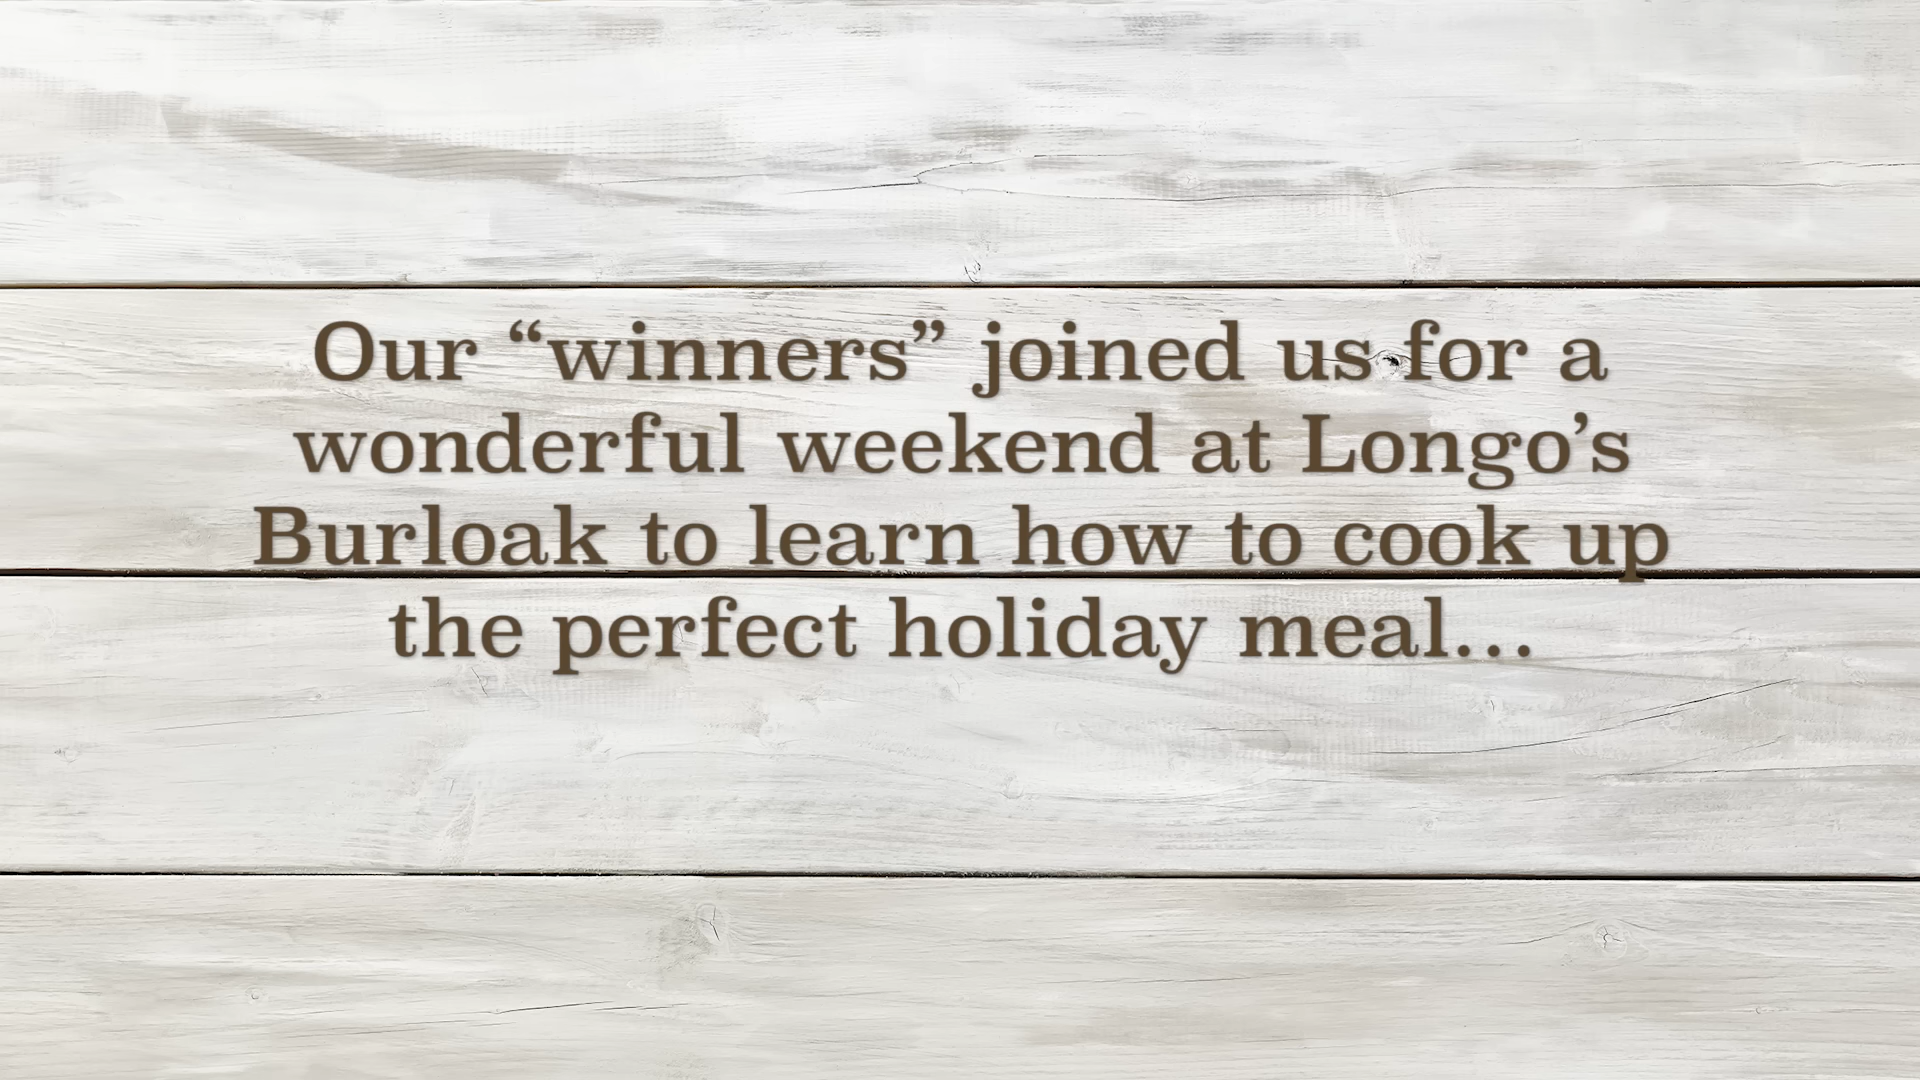 Our “winners” joined us for a
wonderful weekend at Longo’s
Burloak to learn how to cook up
the perfect holiday meal...